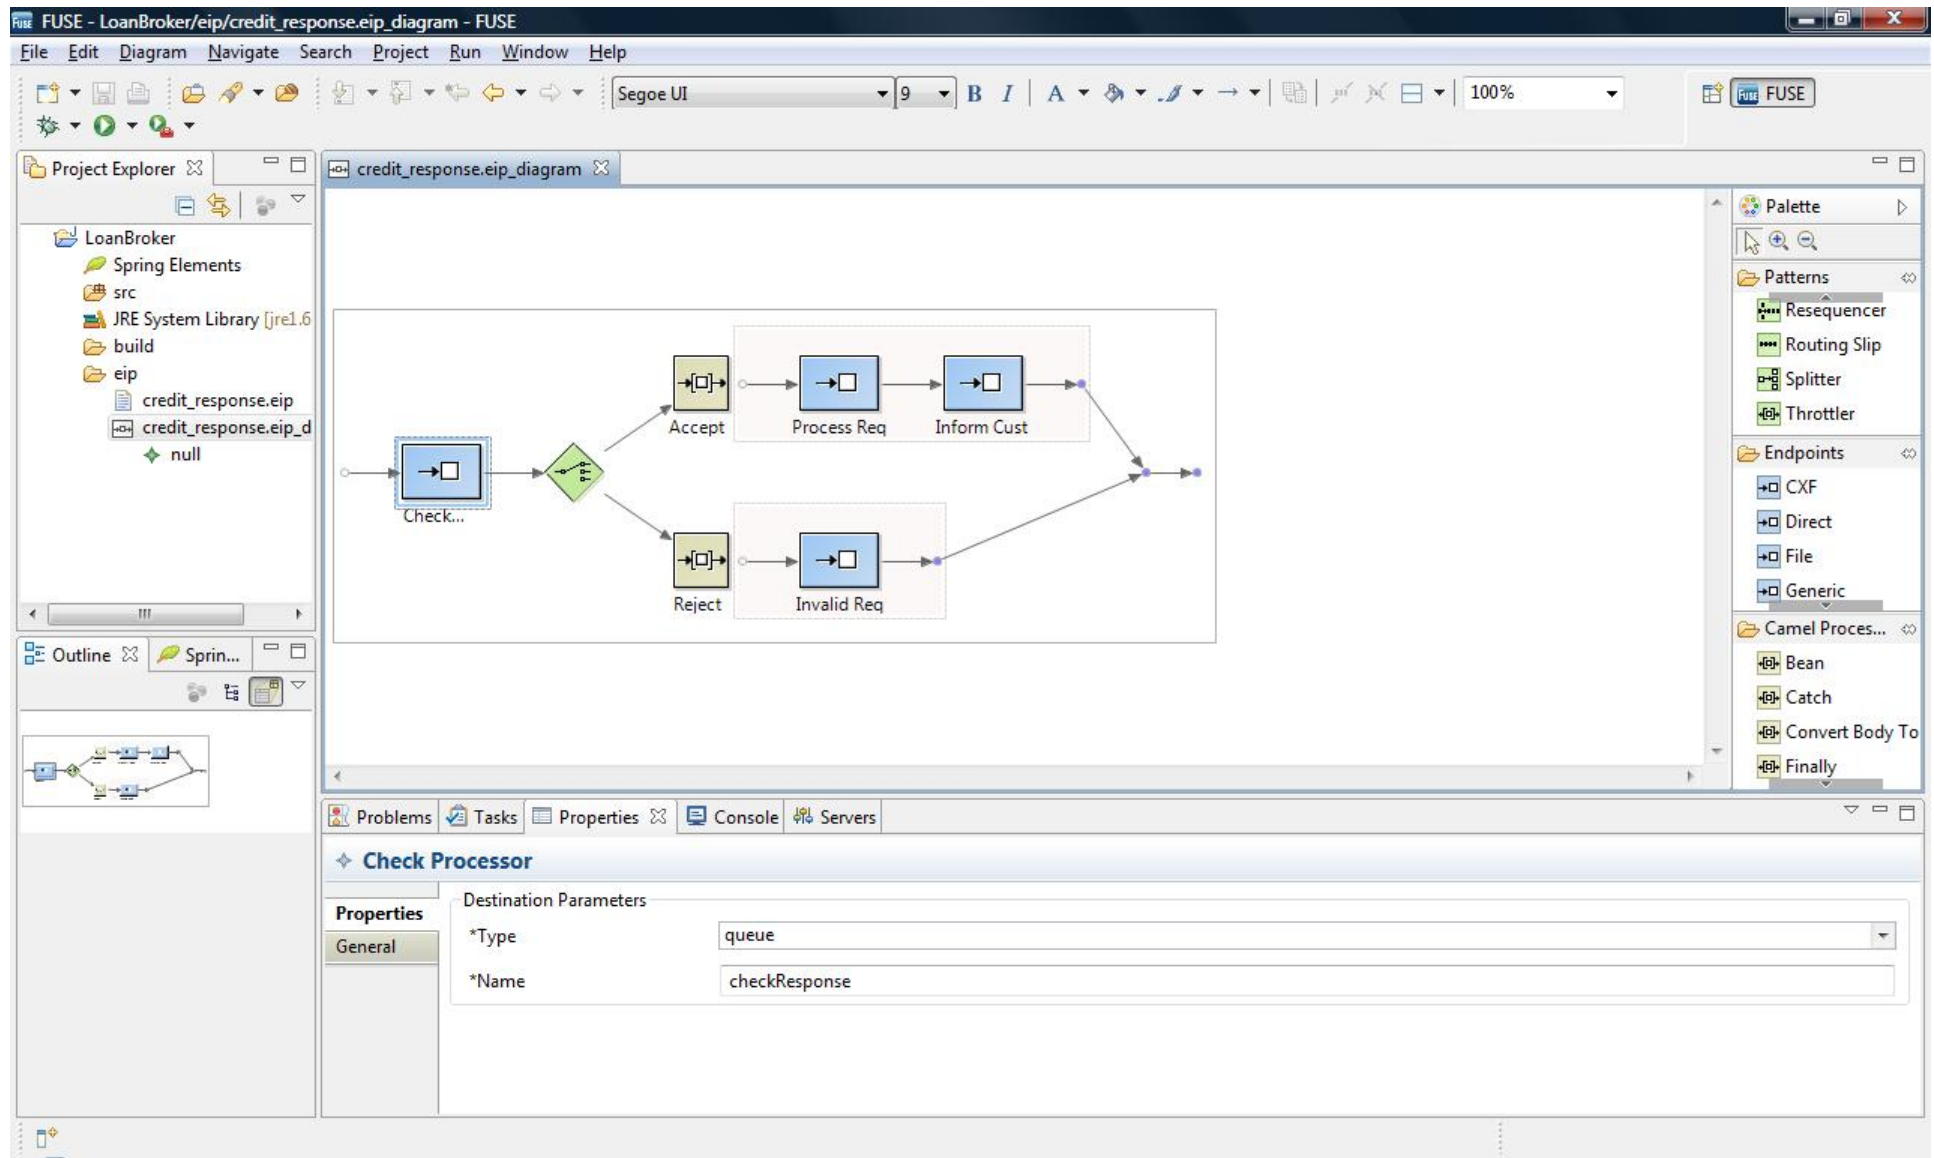 FUSE FUSE - LoanBroker/eip/credit_response.eip_diagram - FUSE
File Edit Diagram Navigate Search Project Run Window Help
Segoe UI 9 B I A 100% FUSE FUSE
Project Explorer
LoanBroker
Spring Elements
src
JRE System Library [jre1.6
build
eip
credit_response.eip
credit_response.eip_d
null
Outline Sprin...
credit_response.eip_diagram
Accept
Process Req
Inform Cust
Check...
Reject
Invalid Req
Palette
Patterns
Resequencer
Routing Slip
Splitter
Throttler
Endpoints
CXF
Direct
File
Generic
Camel Proces...
Bean
Catch
Convert Body To
Finally
Problems Tasks Properties Console Servers
Check Processor
Properties
General
Destination Parameters
*Type queue
*Name checkResponse